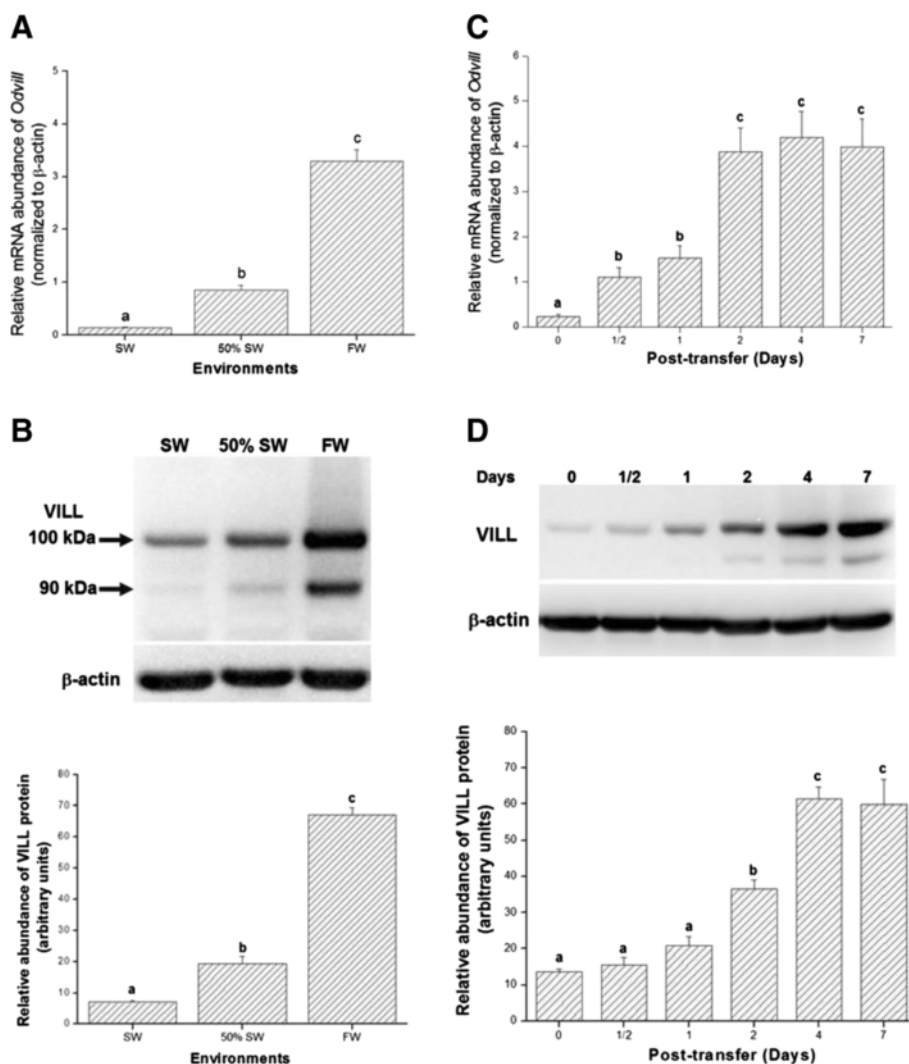 A
Relative mRNA abundance of Odvill
(normalized to β-actin)
5
4
3
2
1
0
a
b
c
SW
50% SW
FW
Environments
B
SW
50% SW
FW
VILL
100 kDa
90 kDa
β-actin
Relative abundance of VILL protein
(arbitrary units)
80
70
60
50
40
30
20
10
0
a
b
c
SW
50% SW
FW
Environments
C
Relative mRNA abundance of Odvill
(normalized to β-actin)
6
5
4
3
2
1
0
a
b
b
c
c
c
0
1/2
1
2
4
7
Post-transfer (Days)
D
Days
0
1/2
1
2
4
7
VILL
β-actin
Relative abundance of VILL protein
(arbitrary units)
80
70
60
50
40
30
20
10
0
a
a
a
b
c
c
0
1/2
1
2
4
7
Post-transfer (Days)